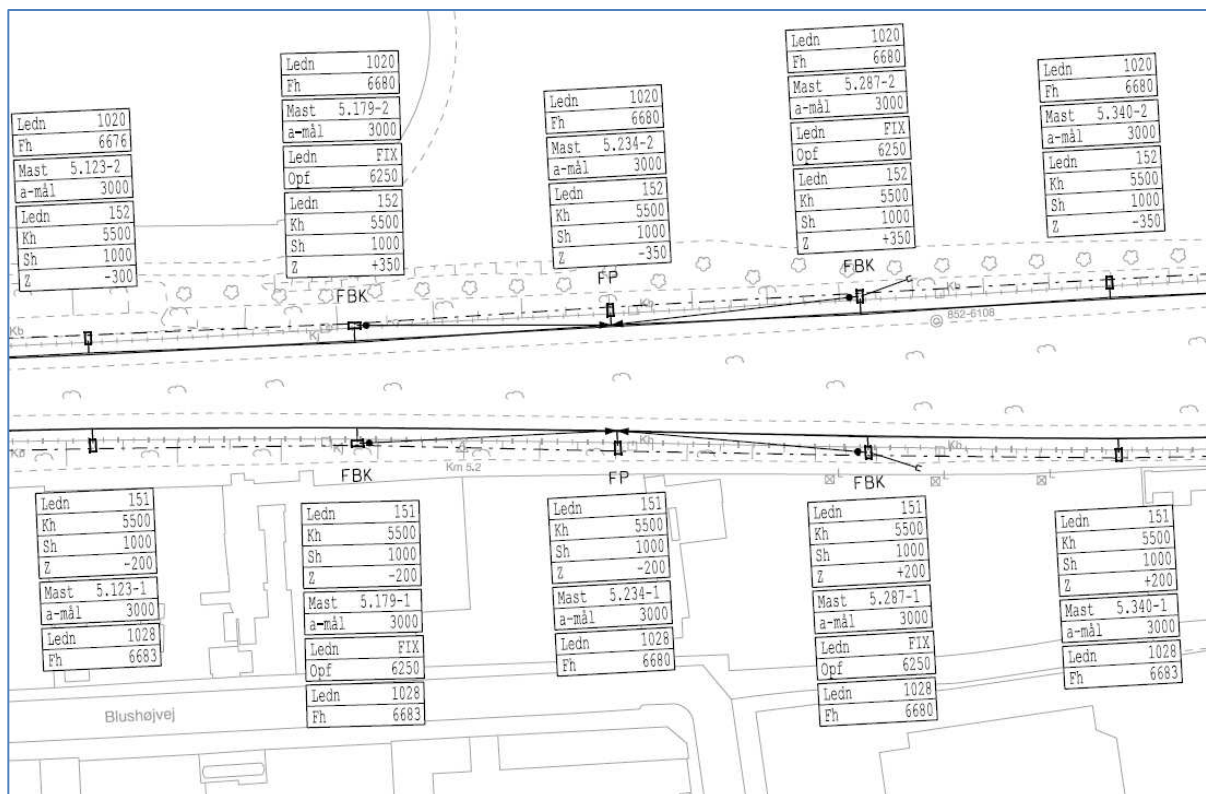 Ledn 1020
Fh 6676
Mast 5.123-2
a-mål 3000
Ledn 152
Kh 5500
Sh 1000
Z -300
Ledn 1020
Fh 6680
Mast 5.179-2
a-mål 3000
Ledn FIX
Opf 6250
Ledn 152
Kh 5500
Sh 1000
Z +350
FBK
Ledn 1020
Fh 6680
Mast 5.234-2
a-mål 3000
Ledn 152
Kh 5500
Sh 1000
Z -350
FP
Ledn 1020
Fh 6680
Mast 5.287-2
a-mål 3000
Ledn FIX
Opf 6250
Ledn 152
Kh 5500
Sh 1000
Z +350
FBK
Ledn 1020
Fh 6680
Mast 5.340-2
a-mål 3000
Ledn 152
Kh 5500
Sh 1000
Z -350
Kb
Kj
852-6108
Km 5.2
FBK
FP
FBK
Ledn 151
Kh 5500
Sh 1000
Z -200
Mast 5.123-1
a-mål 3000
Ledn 1028
Fh 6683
Ledn 151
Kh 5500
Sh 1000
Z -200
Mast 5.179-1
a-mål 3000
Ledn FIX
Opf 6250
Ledn 1028
Fh 6683
Ledn 151
Kh 5500
Sh 1000
Z -200
Mast 5.234-1
a-mål 3000
Ledn 1028
Fh 6680
Ledn 151
Kh 5500
Sh 1000
Z +200
Mast 5.287-1
a-mål 3000
Ledn FIX
Opf 6250
Ledn 1028
Fh 6680
Ledn 151
Kh 5500
Sh 1000
Z +200
Mast 5.340-1
a-mål 3000
Ledn 1028
Fh 6683
Blushøjvej